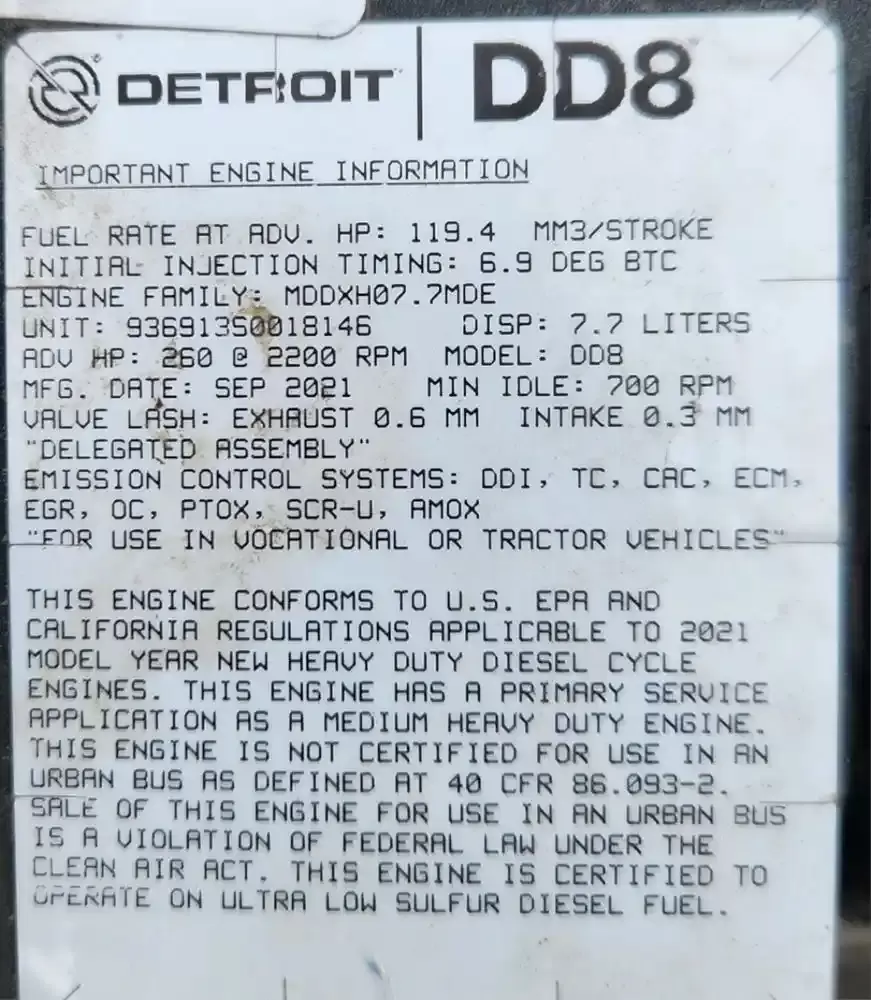 DETROIT DD8
IMPORTANT ENGINE INFORMATION
FUEL RATE AT ADV. HP: 119.4 MM3/STROKE
INITIAL INJECTION TIMING: 6.9 DEG BTC
ENGINE FAMILY: MDDXH07.7MDE
UNIT: 936913S0018146 DISP: 7.7 LITERS
ADV HP: 260 @ 2200 RPM MODEL: DD8
MFG. DATE: SEP 2021 MIN IDLE: 700 RPM
VALVE LASH: EXHAUST 0.6 MM INTAKE 0.3 MM
"DELEGATED ASSEMBLY"
EMISSION CONTROL SYSTEMS: DDI, TC, CAC, ECM,
EGR, OC, PTOX, SCR-U, AMOX
"FOR USE IN VOCATIONAL OR TRACTOR VEHICLES"
THIS ENGINE CONFORMS TO U.S. EPA AND
CALIFORNIA REGULATIONS APPLICABLE TO 2021
MODEL YEAR NEW HEAVY DUTY DIESEL CYCLE
ENGINES. THIS ENGINE HAS A PRIMARY SERVICE
APPLICATION AS A MEDIUM HEAVY DUTY ENGINE.
THIS ENGINE IS NOT CERTIFIED FOR USE IN AN
URBAN BUS AS DEFINED AT 40 CFR 86.093-2.
SALE OF THIS ENGINE FOR USE IN AN URBAN BUS
IS A VIOLATION OF FEDERAL LAW UNDER THE
CLEAN AIR ACT. THIS ENGINE IS CERTIFIED TO
OPERATE ON ULTRA LOW SULFUR DIESEL FUEL.